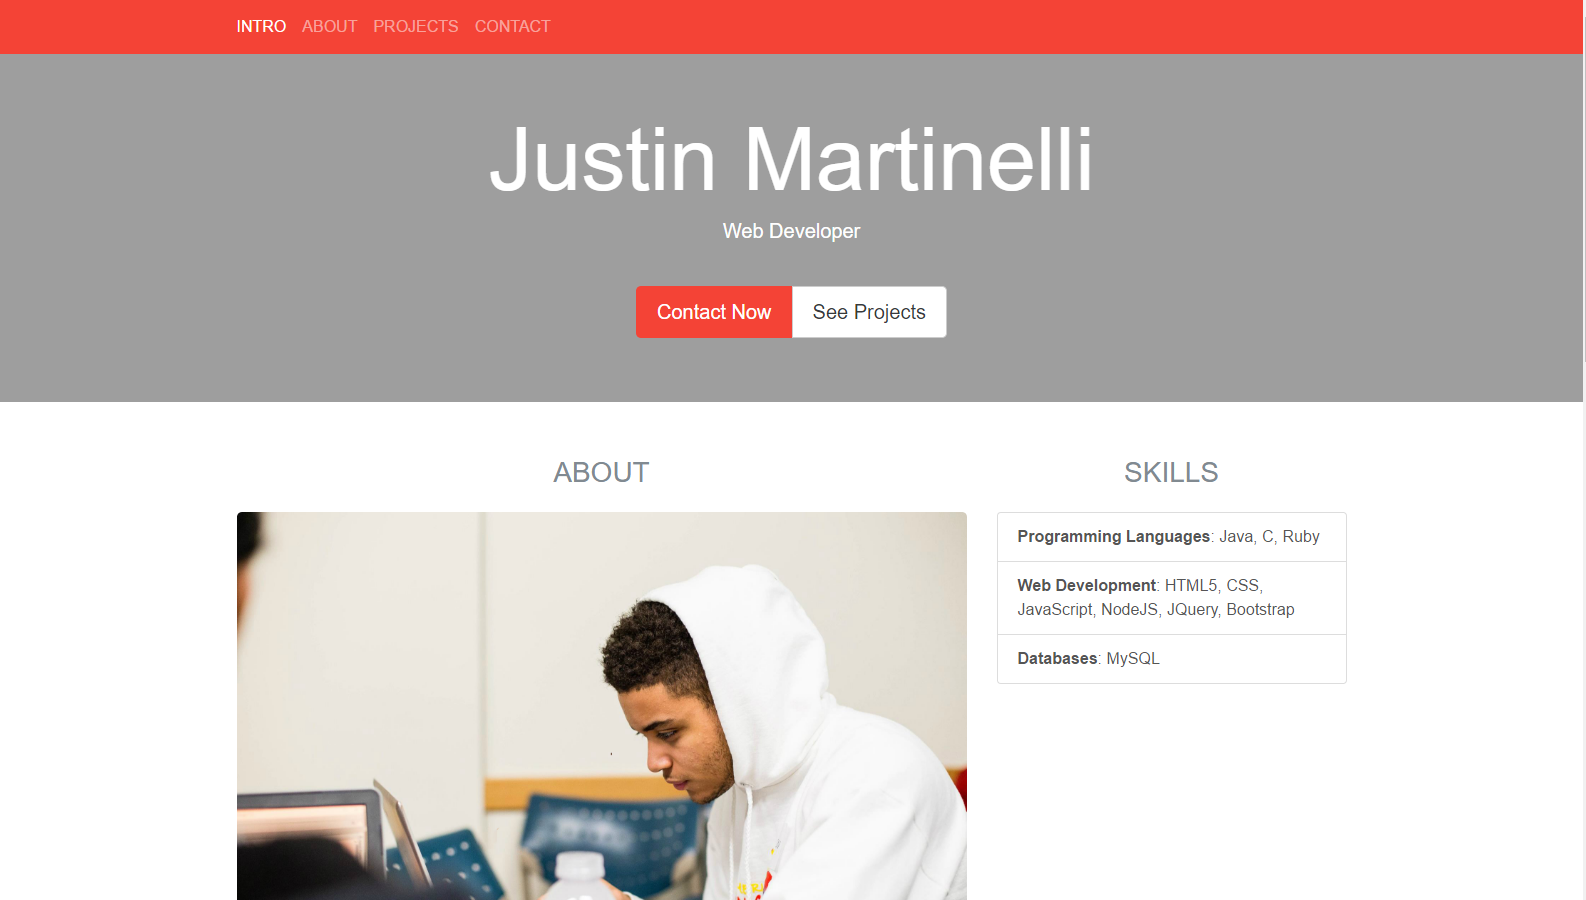 INTRO ABOUT PROJECTS CONTACT
Justin Martinelli
Web Developer
Contact Now See Projects
ABOUT
SKILLS
Programming Languages: Java, C, Ruby
Web Development: HTML5, CSS,
JavaScript, NodeJS, JQuery, Bootstrap
Databases: MySQL